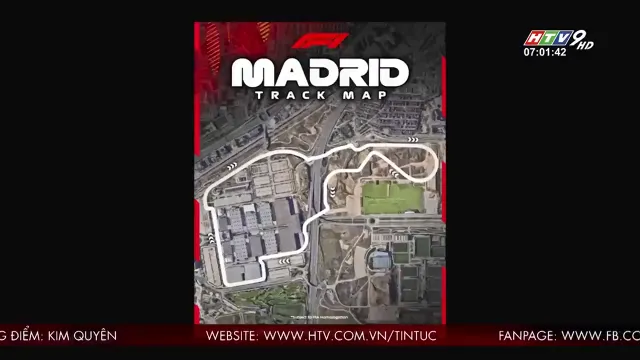 HTV9 HD
07:01:42
F1
MADRID
TRACK MAP
*Subject to the homologation
G ĐIỂM: KIM QUYÊN
WEBSITE: WWW.HTV.COM.VN/TINTUC
FANPAGE: WWW.FB.CO